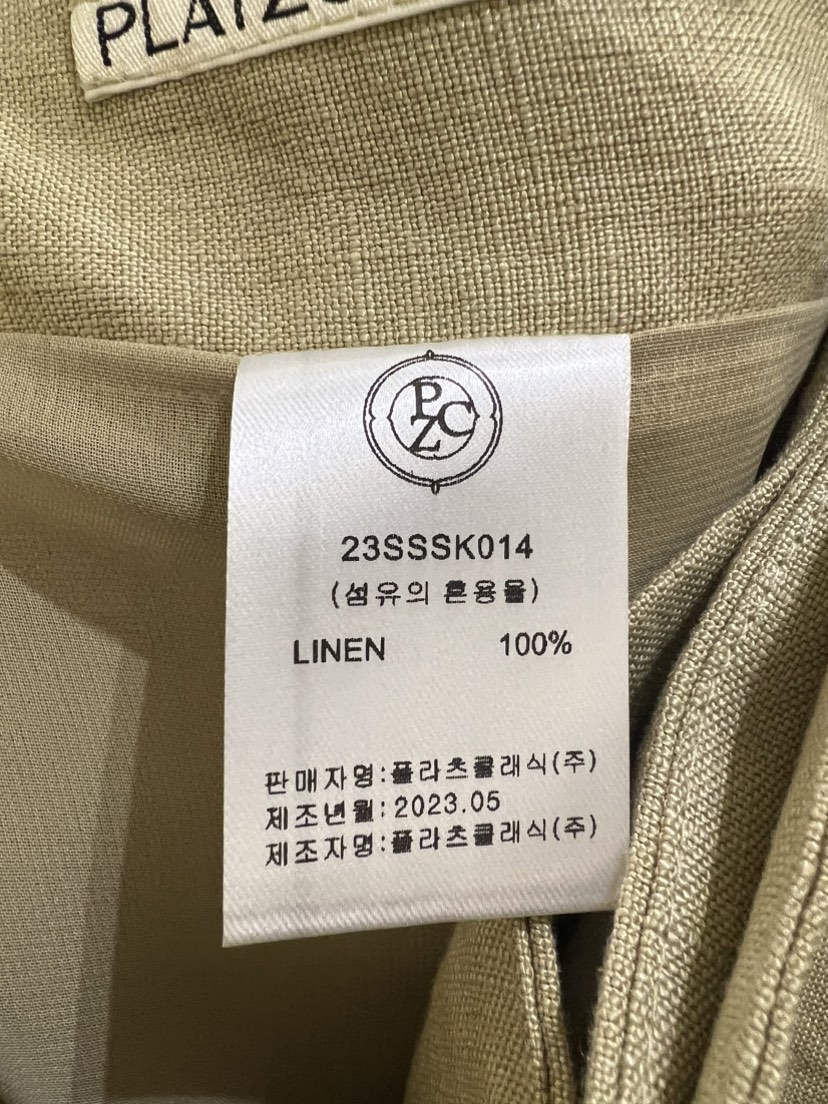 PLATZ
PZC
23SSSK014
(섬유의 혼용율)
LINEN 100%
판매자명:플라츠클래식(주)
제조년월:2023.05
제조자명:플라츠클래식(주)